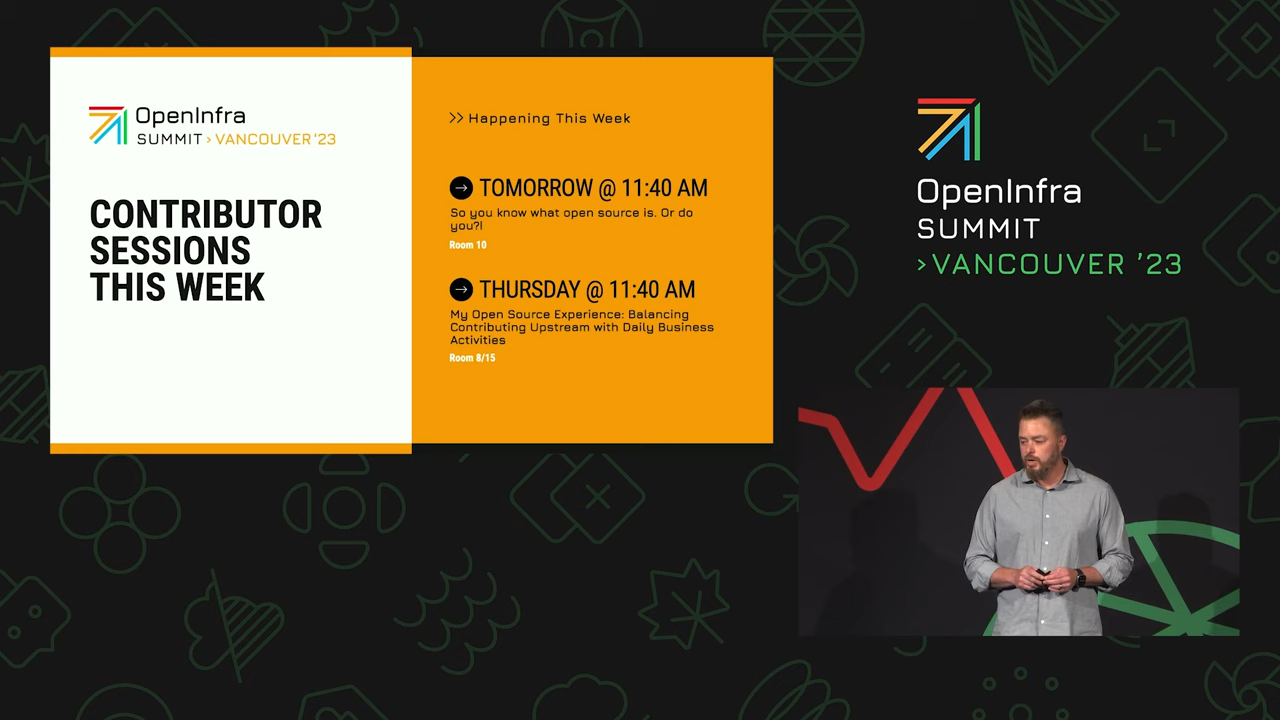 OpenInfra
SUMMIT > VANCOUVER '23
CONTRIBUTOR
SESSIONS
THIS WEEK
>> Happening This Week
TOMORROW @ 11:40 AM
So you know what open source is. Or do
you?!
Room 10
THURSDAY @ 11:40 AM
My Open Source Experience: Balancing
Contributing Upstream with Daily Business
Activities
Room 8/15
OpenInfra
SUMMIT
>VANCOUVER '23